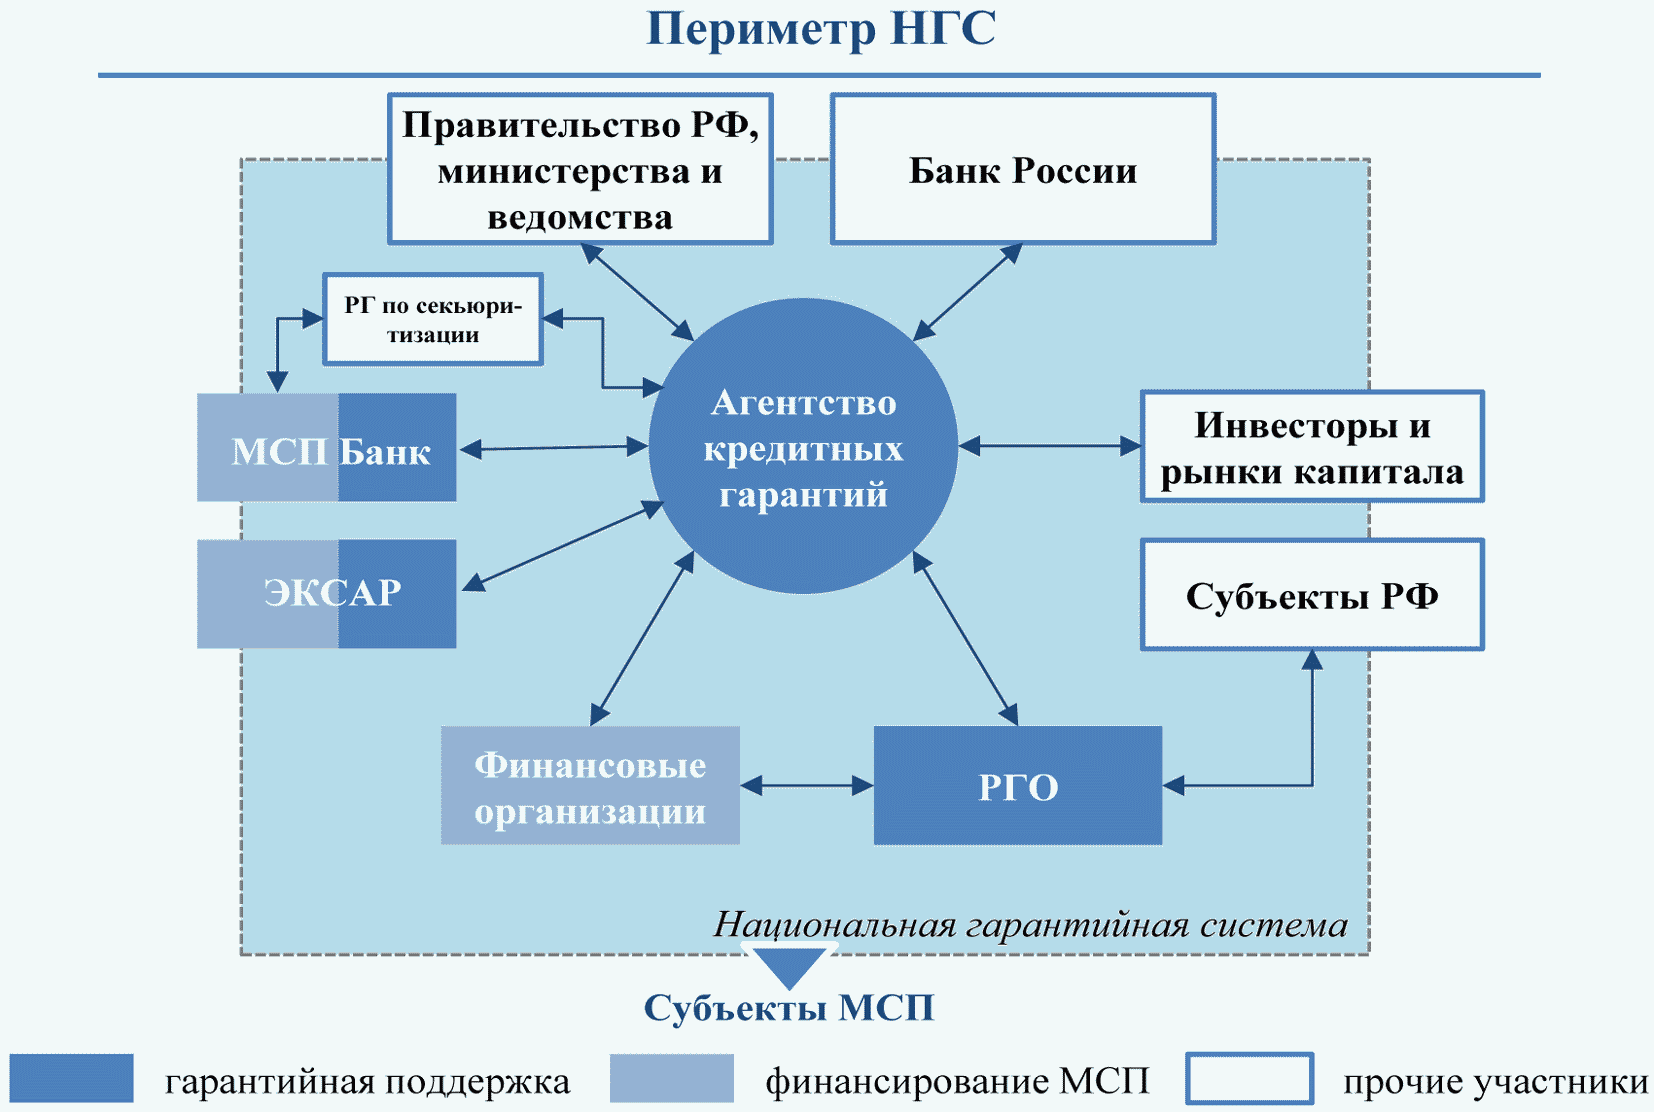 Периметр НГС
Правительство РФ,
министерства и
ведомства
Банк России
РГ по секьюри-
тизации
МСП Банк
Агентство
кредитных
гарантий
Инвесторы и
рынки капитала
ЭКСАР
Субъекты РФ
Финансовые
организации
РГО
Национальная гарантийная система
Субъекты МСП
гарантийная поддержка
финансирование МСП
прочие участники